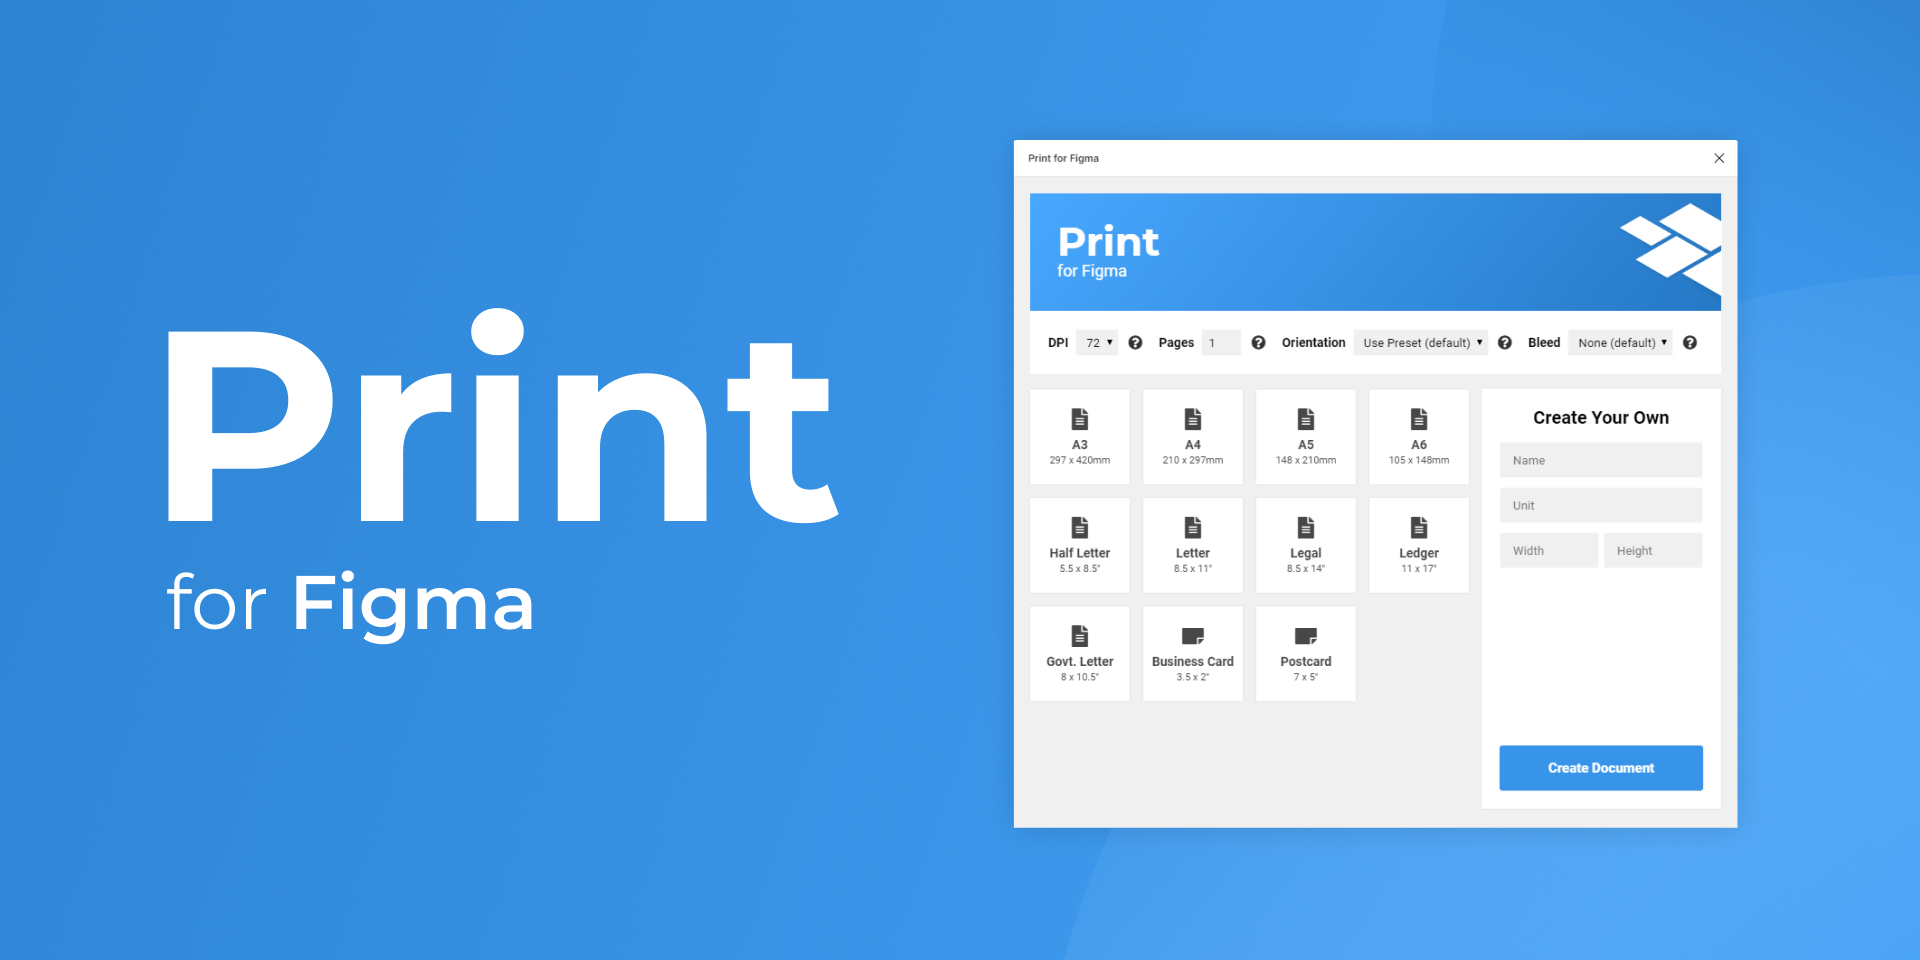 Print
for Figma
Print for Figma
Print
for Figma
DPI 72 Pages 1 Orientation Use Preset (default) Bleed None (default)
A3
297 x 420mm
A4
210 x 297mm
A5
148 x 210mm
A6
105 x 148mm
Half Letter
5.5 x 8.5"
Letter
8.5 x 11"
Legal
8.5 x 14"
Ledger
11 x 17"
Govt. Letter
8 x 10.5"
Business Card
3.5 x 2"
Postcard
7 x 5"
Create Your Own
Name
Unit
Width Height
Create Document